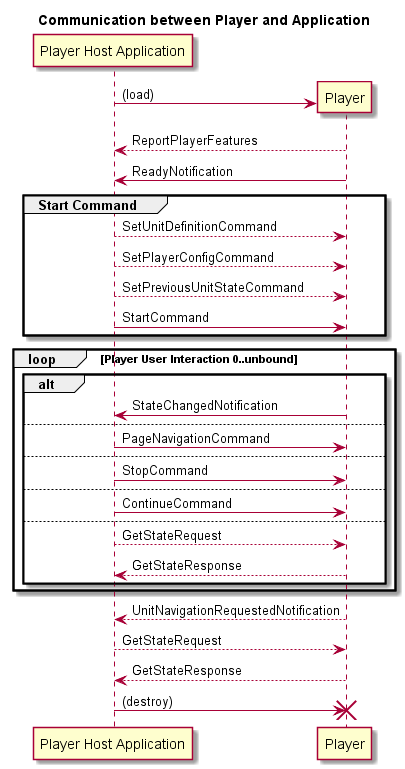 Communication between Player and Application
Player Host Application
(load)
Player
ReportPlayerFeatures
ReadyNotification
Start Command
SetUnitDefinitionCommand
SetPlayerConfigCommand
SetPreviousUnitStateCommand
StartCommand
loop [Player User Interaction 0..unbound]
alt
StateChangedNotification
PageNavigationCommand
StopCommand
ContinueCommand
GetStateRequest
GetStateResponse
UnitNavigationRequestedNotification
GetStateRequest
GetStateResponse
(destroy)
Player Host Application Player